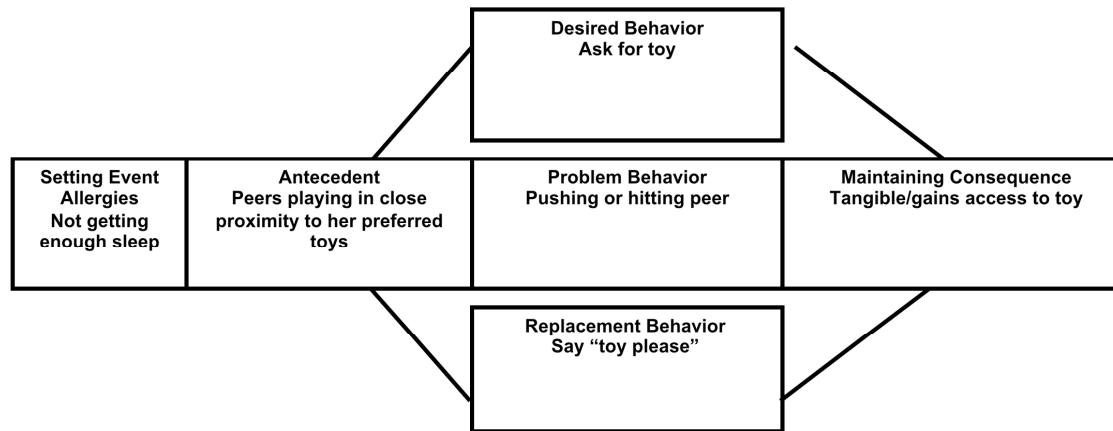 Desired Behavior
Ask for toy
Setting Event
Allergies
Not getting
enough sleep
Antecedent
Peers playing in close
proximity to her preferred
toys
Problem Behavior
Pushing or hitting peer
Maintaining Consequence
Tangible/gains access to toy
Replacement Behavior
Say “toy please”